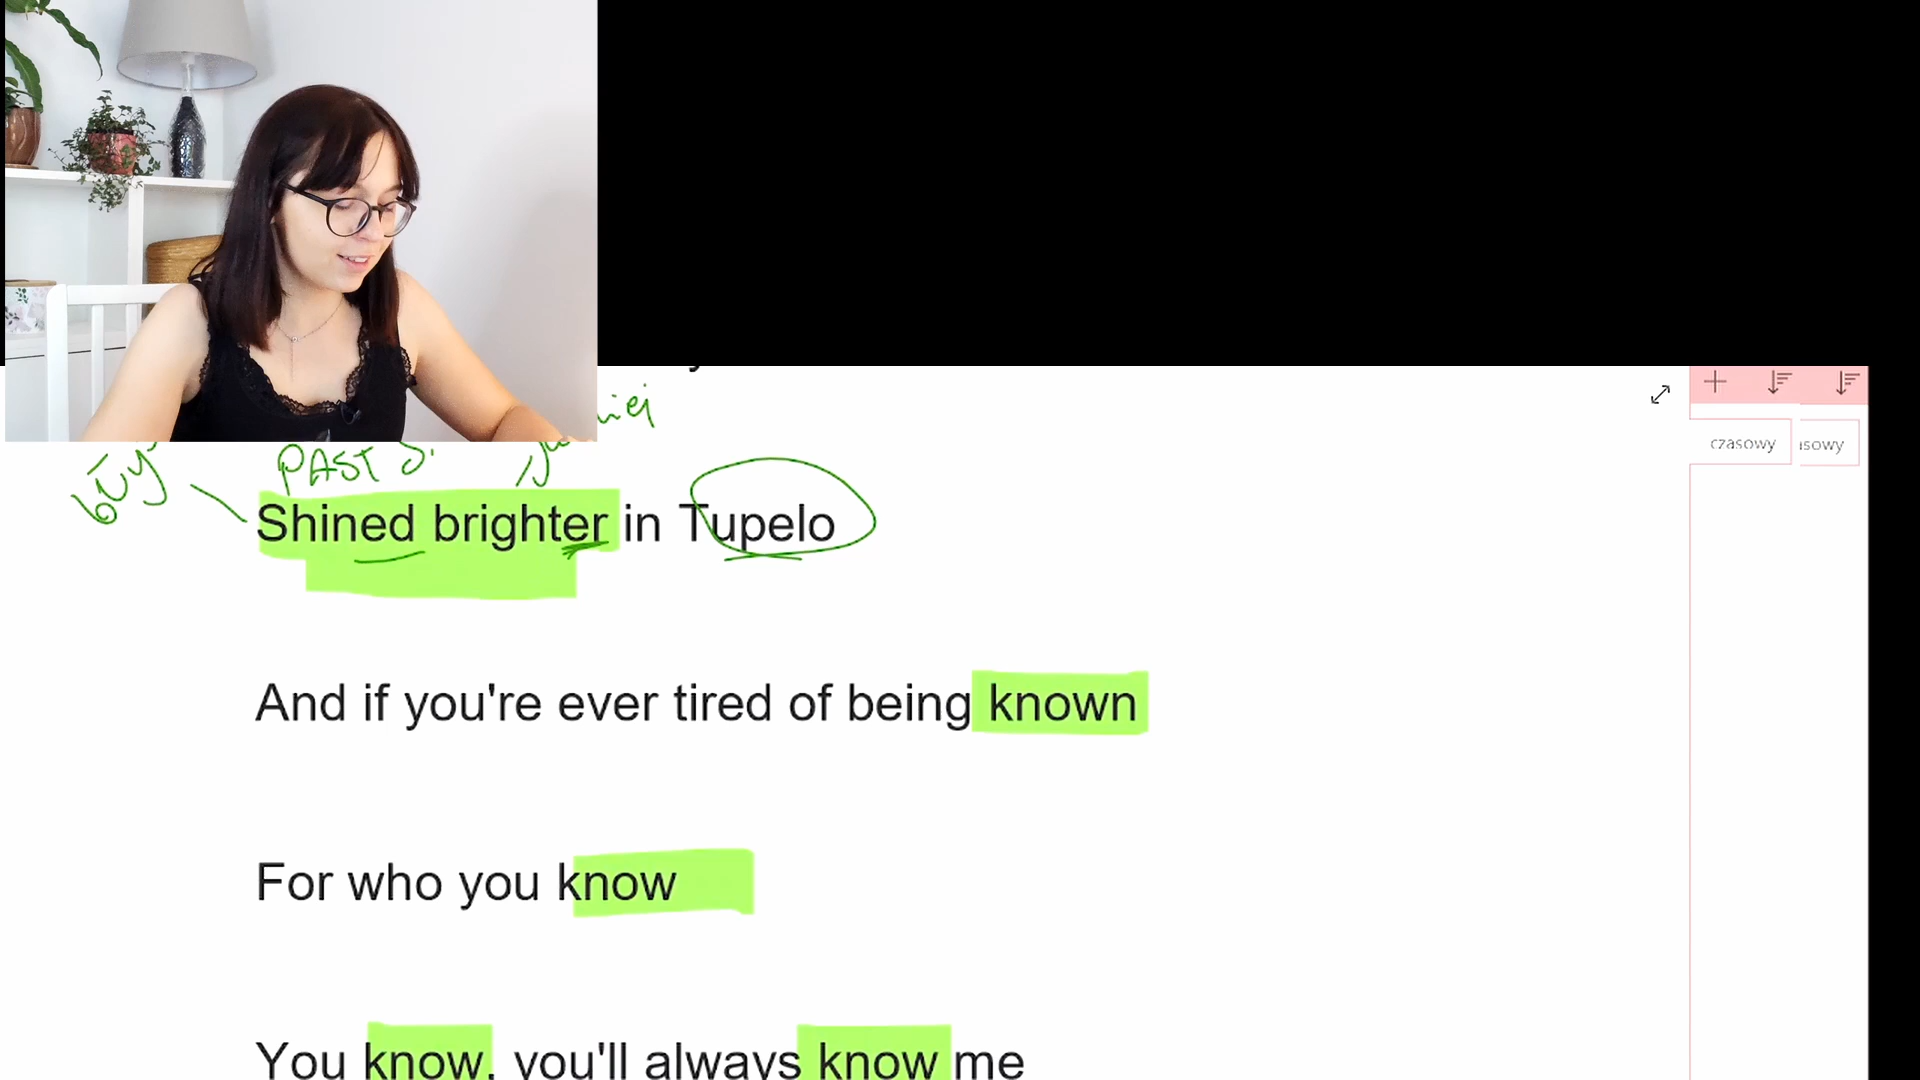 czasowy
asowy
PAST S.
Shined brighter in Tupelo
And if you're ever tired of being known
For who you know
You know, you'll always know me